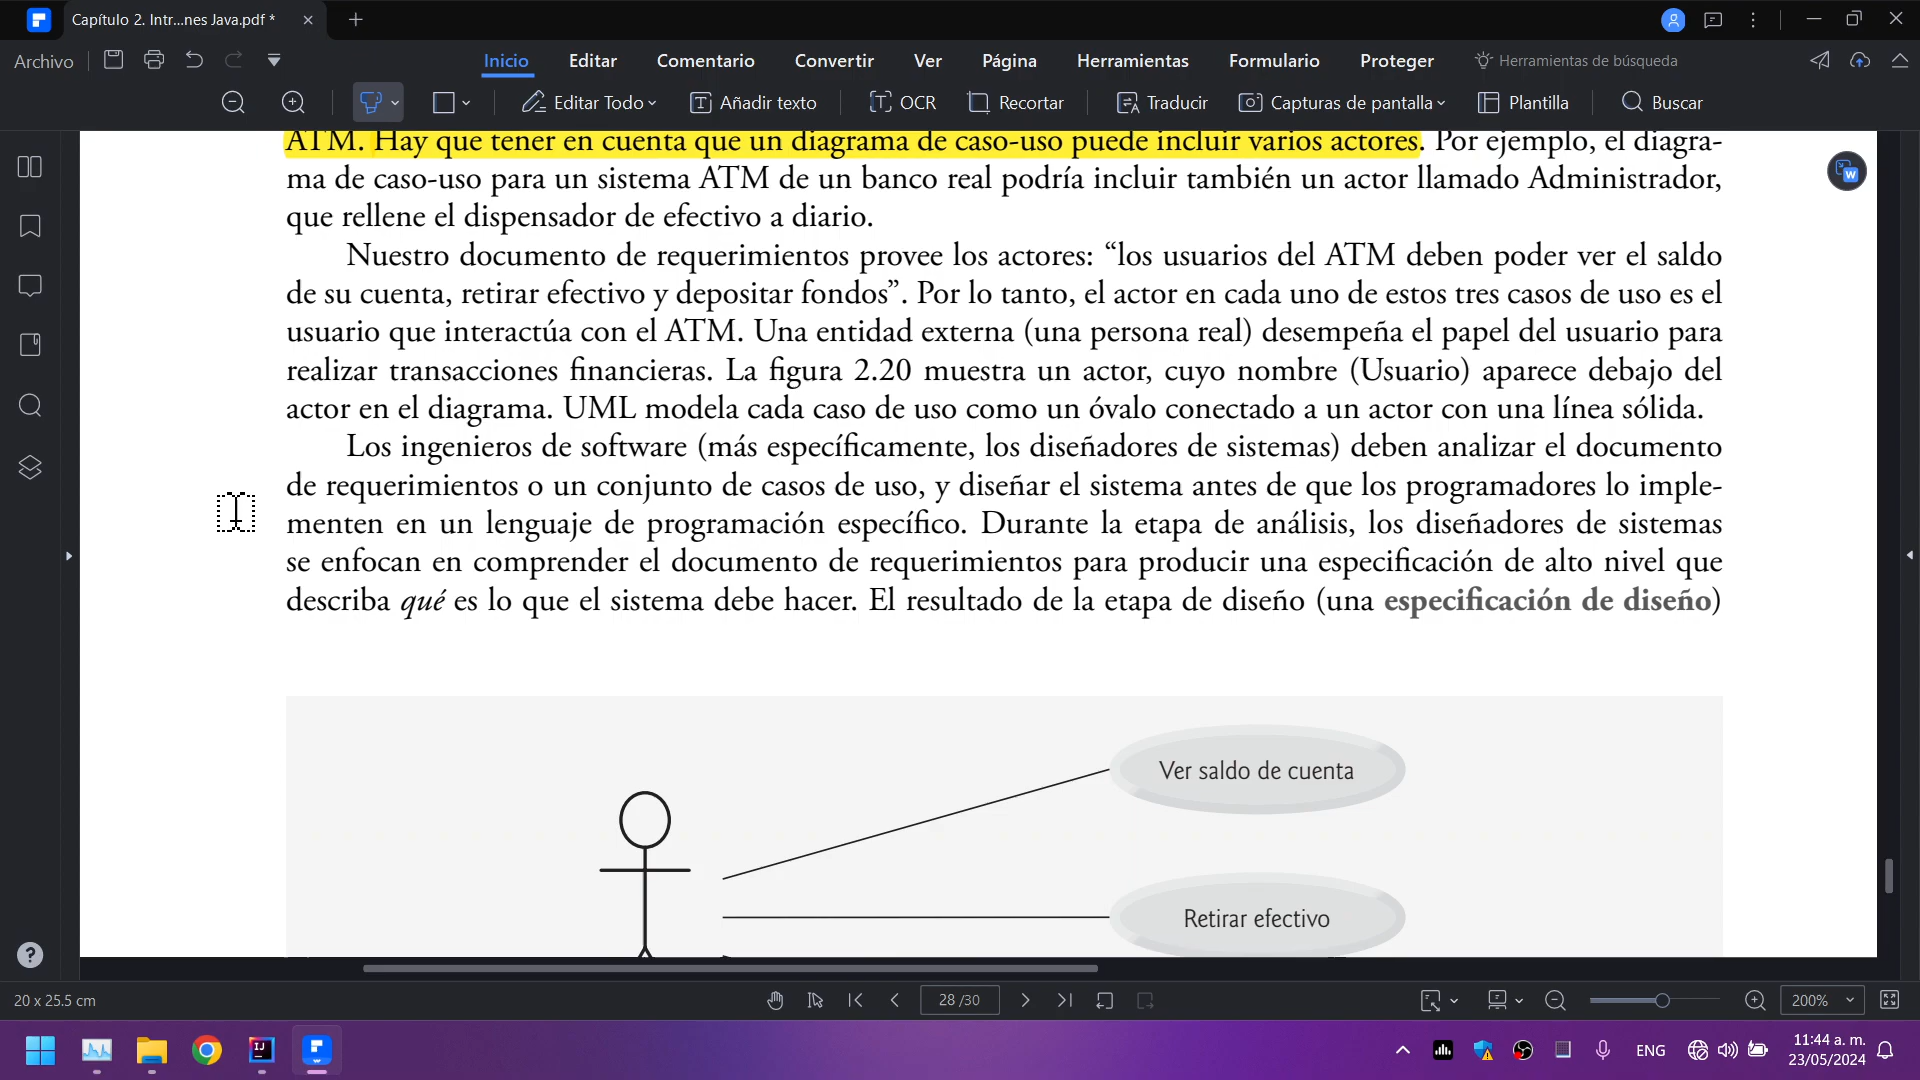 Capítulo 2. Intr...nes Java.pdf *
Archivo
Inicio
Editar
Comentario
Convertir
Ver
Página
Herramientas
Formulario
Proteger
Herramientas de búsqueda
Editar Todo
Añadir texto
OCR
Recortar
Traducir
Capturas de pantalla
Plantilla
Buscar
ATM. Hay que tener en cuenta que un diagrama de caso-uso puede incluir varios actores. Por ejemplo, el diagra-
ma de caso-uso para un sistema ATM de un banco real podría incluir también un actor llamado Administrador,
que rellene el dispensador de efectivo a diario.
Nuestro documento de requerimientos provee los actores: “los usuarios del ATM deben poder ver el saldo
de su cuenta, retirar efectivo y depositar fondos”. Por lo tanto, el actor en cada uno de estos tres casos de uso es el
usuario que interactúa con el ATM. Una entidad externa (una persona real) desempeña el papel del usuario para
realizar transacciones financieras. La figura 2.20 muestra un actor, cuyo nombre (Usuario) aparece debajo del
actor en el diagrama. UML modela cada caso de uso como un óvalo conectado a un actor con una línea sólida.
Los ingenieros de software (más específicamente, los diseñadores de sistemas) deben analizar el documento
de requerimientos o un conjunto de casos de uso, y diseñar el sistema antes de que los programadores lo imple-
menten en un lenguaje de programación específico. Durante la etapa de análisis, los diseñadores de sistemas
se enfocan en comprender el documento de requerimientos para producir una especificación de alto nivel que
describa qué es lo que el sistema debe hacer. El resultado de la etapa de diseño (una especificación de diseño)
Ver saldo de cuenta
Retirar efectivo
20 x 25.5 cm
28 /30
200%
ENG
11:44 a. m.
23/05/2024